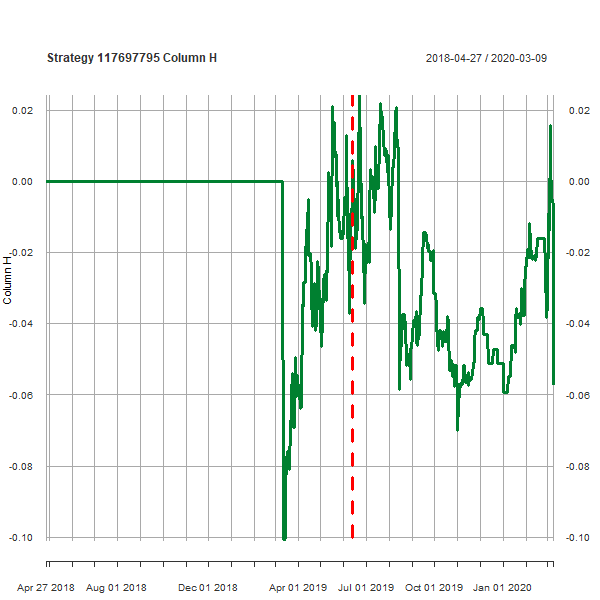 Strategy 117697795 Column H
2018-04-27 / 2020-03-09
0.02 0.02
0.00 0.00
-0.02 -0.02
Column H,
-0.04 -0.04
-0.06 -0.06
-0.08 -0.08
-0.10 -0.10
Apr 27 2018 Aug 01 2018 Dec 01 2018 Apr 01 2019 Jul 01 2019 Oct 01 2019 Jan 01 2020